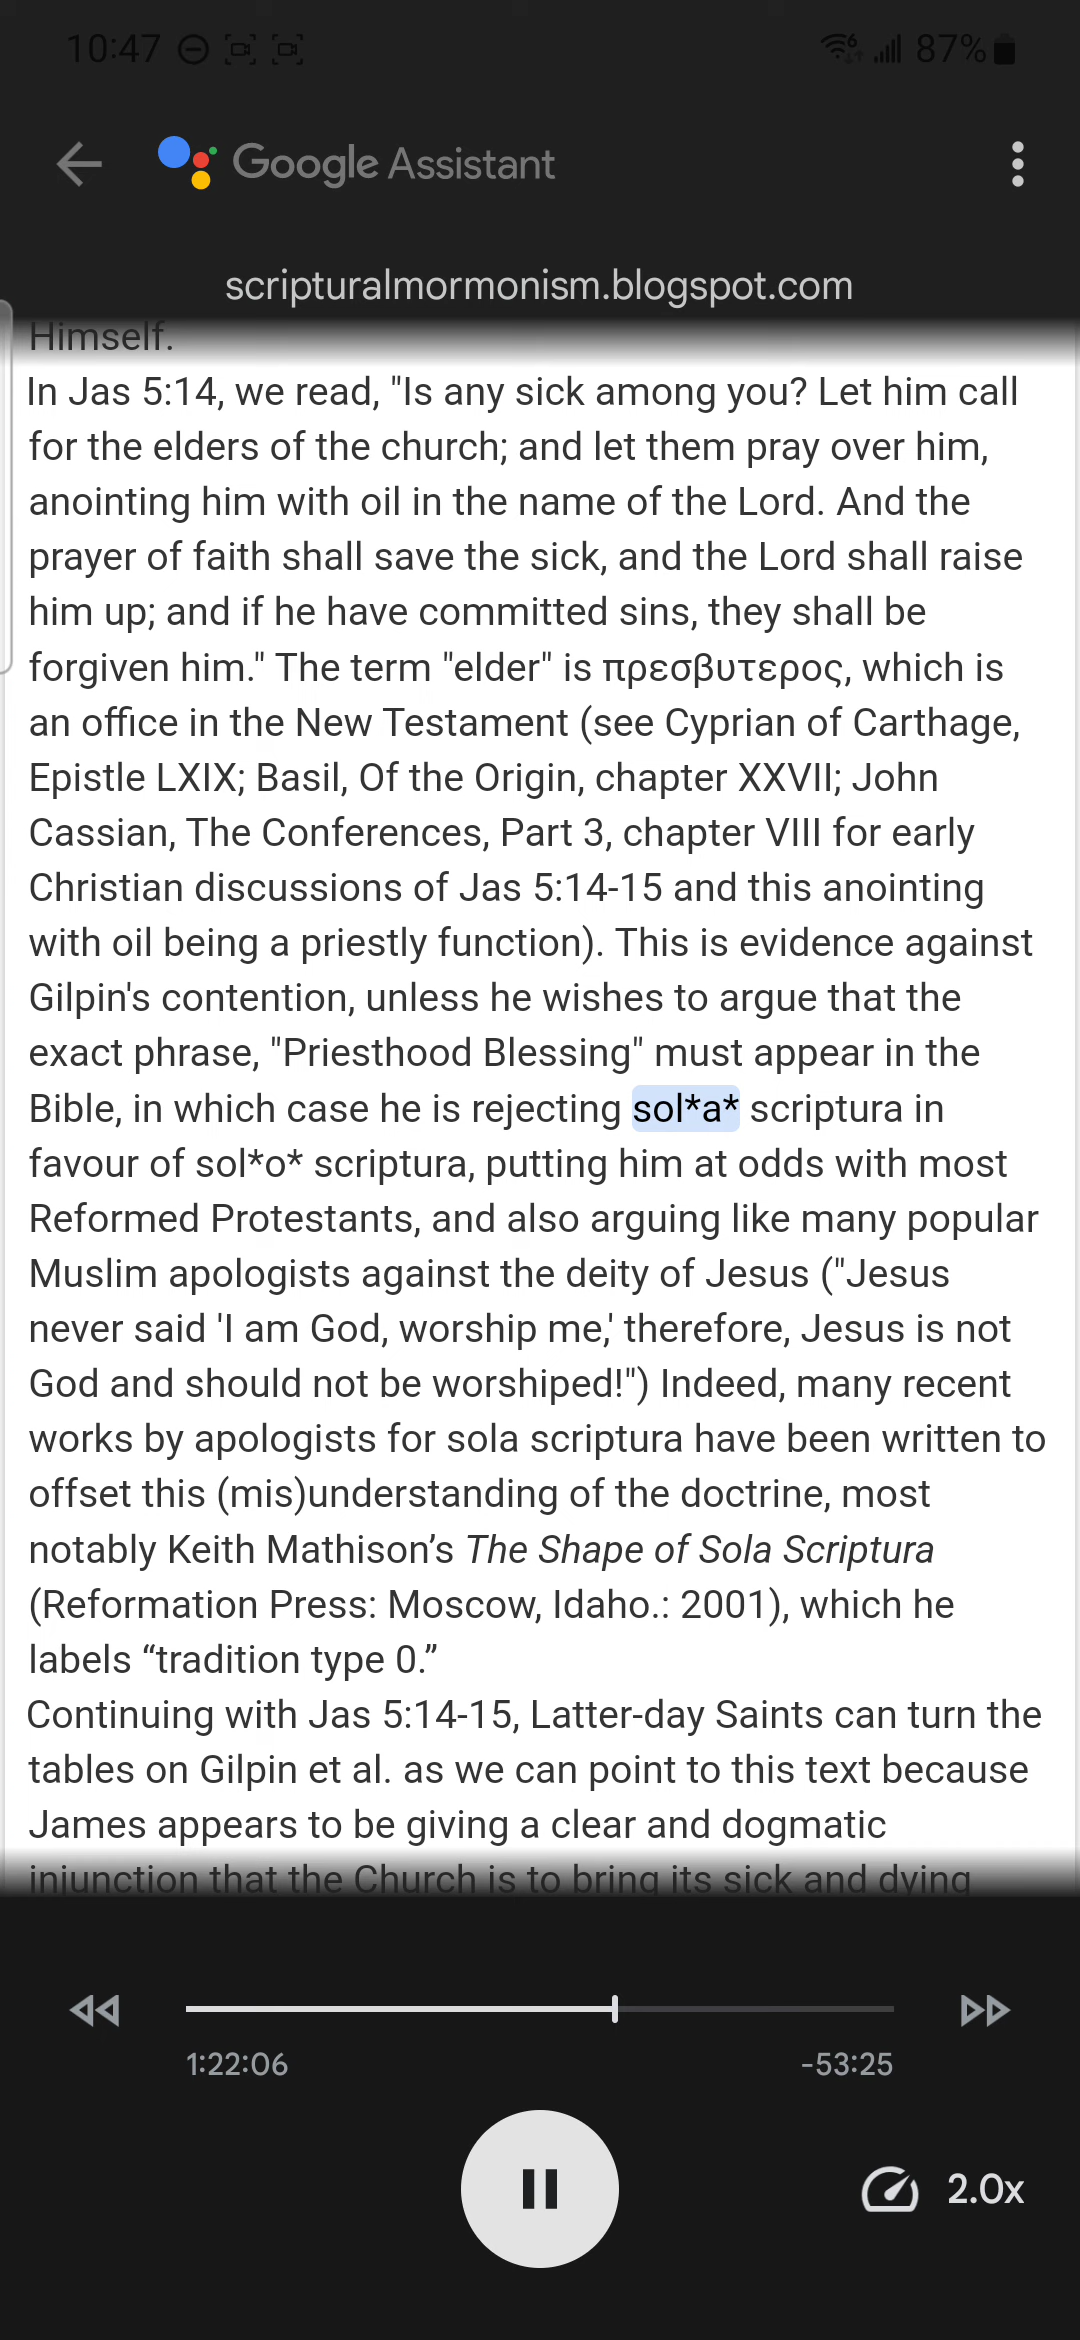 10:47
6
87%
Google Assistant
scripturalmormonism.blogspot.com
Himself.
In Jas 5:14, we read, "Is any sick among you? Let him call
for the elders of the church; and let them pray over him,
anointing him with oil in the name of the Lord. And the
prayer of faith shall save the sick, and the Lord shall raise
him up; and if he have committed sins, they shall be
forgiven him." The term "elder" is πρεσβυτερος, which is
an office in the New Testament (see Cyprian of Carthage,
Epistle LXIX; Basil, Of the Origin, chapter XXVII; John
Cassian, The Conferences, Part 3, chapter VIII for early
Christian discussions of Jas 5:14-15 and this anointing
with oil being a priestly function). This is evidence against
Gilpin's contention, unless he wishes to argue that the
exact phrase, "Priesthood Blessing" must appear in the
Bible, in which case he is rejecting sol*a* scriptura in
favour of sol*o* scriptura, putting him at odds with most
Reformed Protestants, and also arguing like many popular
Muslim apologists against the deity of Jesus ("Jesus
never said 'I am God, worship me,' therefore, Jesus is not
God and should not be worshiped!") Indeed, many recent
works by apologists for sola scriptura have been written to
offset this (mis)understanding of the doctrine, most
notably Keith Mathison’s The Shape of Sola Scriptura
(Reformation Press: Moscow, Idaho.: 2001), which he
labels “tradition type 0.”
Continuing with Jas 5:14-15, Latter-day Saints can turn the
tables on Gilpin et al. as we can point to this text because
James appears to be giving a clear and dogmatic
injunction that the Church is to bring its sick and dying
1:22:06
-53:25
2.0x